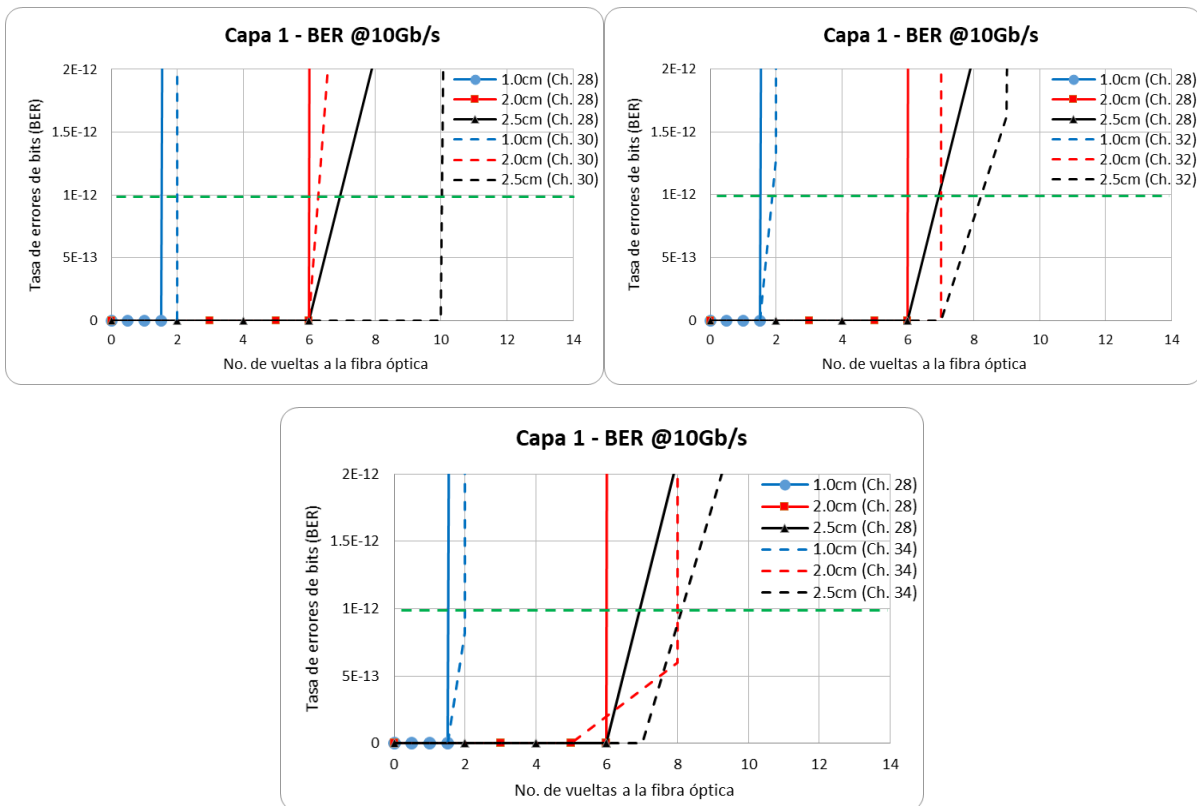 Capa 1 - BER @10Gb/s
Tasa de errores de bits (BER)
2E-12
1.5E-12
1E-12
5E-13
0
0 2 4 6 8 10 12 14
No. de vueltas a la fibra óptica
1.0cm (Ch. 28)
2.0cm (Ch. 28)
2.5cm (Ch. 28)
1.0cm (Ch. 30)
2.0cm (Ch. 30)
2.5cm (Ch. 30)
Capa 1 - BER @10Gb/s
Tasa de errores de bits (BER)
2E-12
1.5E-12
1E-12
5E-13
0
0 2 4 6 8 10 12 14
No. de vueltas a la fibra óptica
1.0cm (Ch. 28)
2.0cm (Ch. 28)
2.5cm (Ch. 28)
1.0cm (Ch. 32)
2.0cm (Ch. 32)
2.5cm (Ch. 32)
Capa 1 - BER @10Gb/s
Tasa de errores de bits (BER)
2E-12
1.5E-12
1E-12
5E-13
0
0 2 4 6 8 10 12 14
No. de vueltas a la fibra óptica
1.0cm (Ch. 28)
2.0cm (Ch. 28)
2.5cm (Ch. 28)
1.0cm (Ch. 34)
2.0cm (Ch. 34)
2.5cm (Ch. 34)